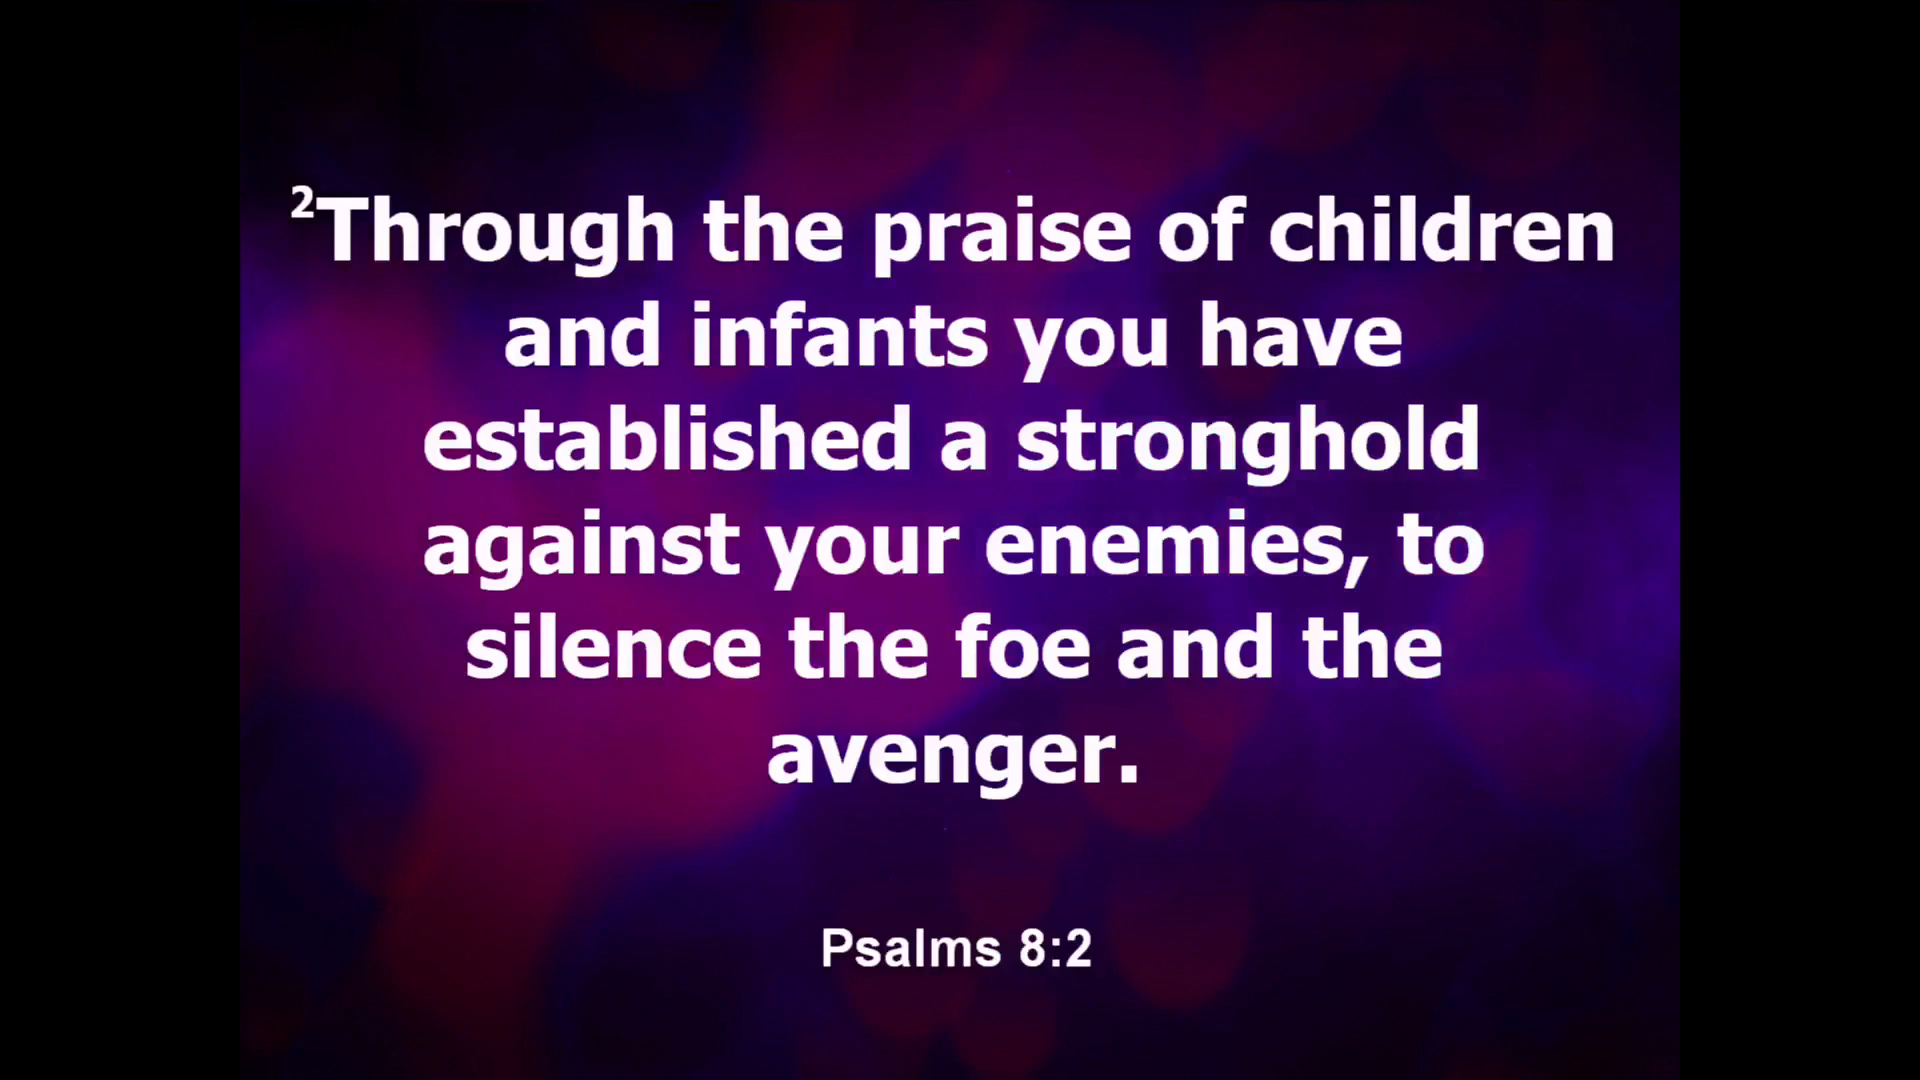 ²Through the praise of children
and infants you have
established a stronghold
against your enemies, to
silence the foe and the
avenger.
Psalms 8:2